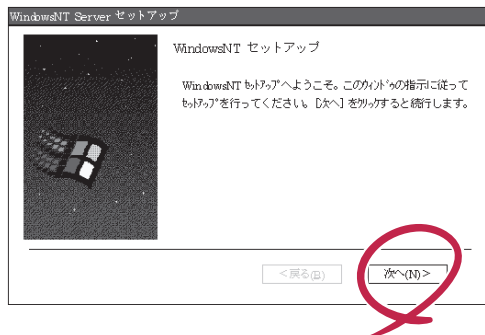 WindowsNT Server セットアップ
WindowsNT セットアップ
WindowsNT ｾｯﾄｱｯﾌﾟへようこそ。このｳｨﾝﾄﾞｳの指示に従って
ｾｯﾄｱｯﾌﾟを行ってください。[次へ] をｸﾘｯｸすると続行します。
<戻る(B)
次へ(N)>